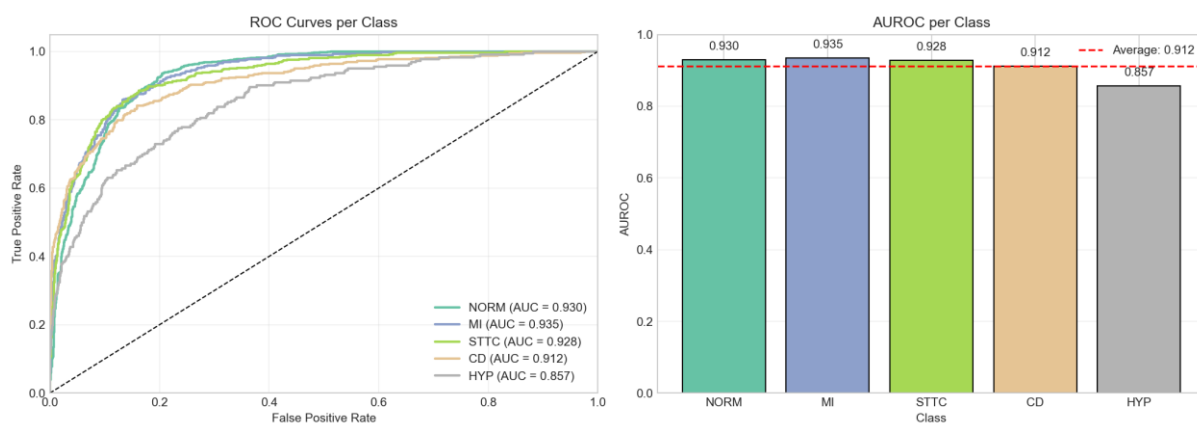 ROC Curves per Class
True Positive Rate
1.0
0.8
0.6
0.4
0.2
0.0
0.0 0.2 0.4 0.6 0.8 1.0
False Positive Rate
NORM (AUC = 0.930)
MI (AUC = 0.935)
STTC (AUC = 0.928)
CD (AUC = 0.912)
HYP (AUC = 0.857)
AUROC per Class
AUROC
1.0
0.8
0.6
0.4
0.2
0.0
0.930 0.935 0.928 0.912 0.857
Average: 0.912
NORM MI STTC CD HYP
Class